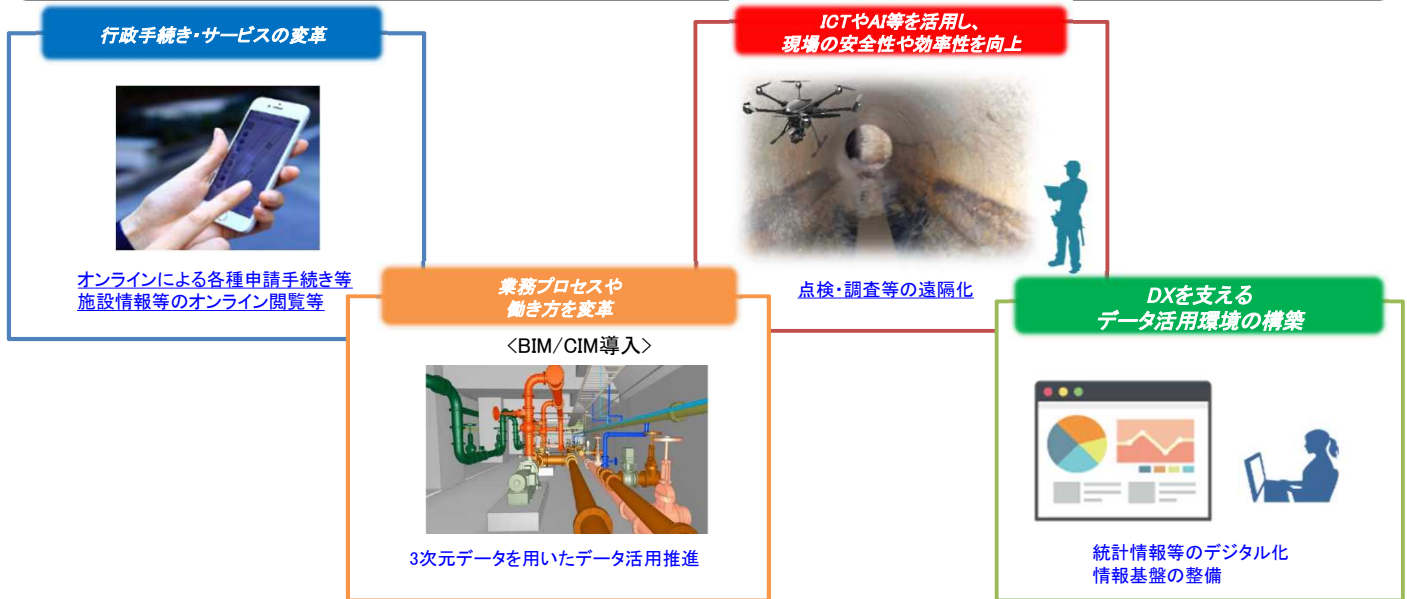 行政手続き・サービスの変革
オンラインによる各種申請手続き等
施設情報等のオンライン閲覧等
業務プロセスや
働き方を変革
<BIM/CIM導入>
3次元データを用いたデータ活用推進
ICTやAI等を活用し、
現場の安全性や効率性を向上
点検・調査等の遠隔化
DXを支える
データ活用環境の構築
統計情報等のデジタル化
情報基盤の整備